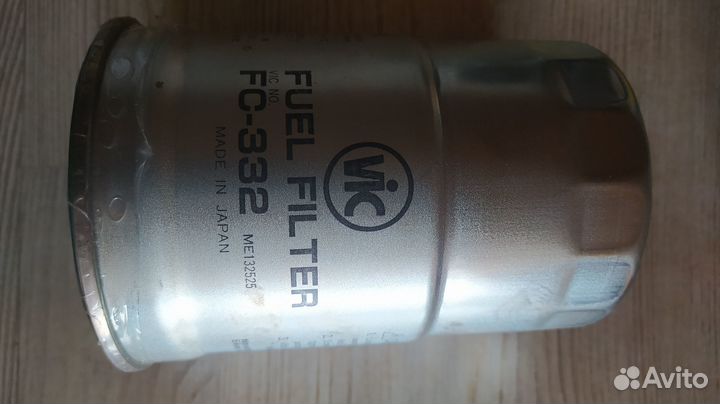 VIC
FUEL FILTER
VIC NO.
FC-332 ME132525
MADE IN JAPAN
Avito